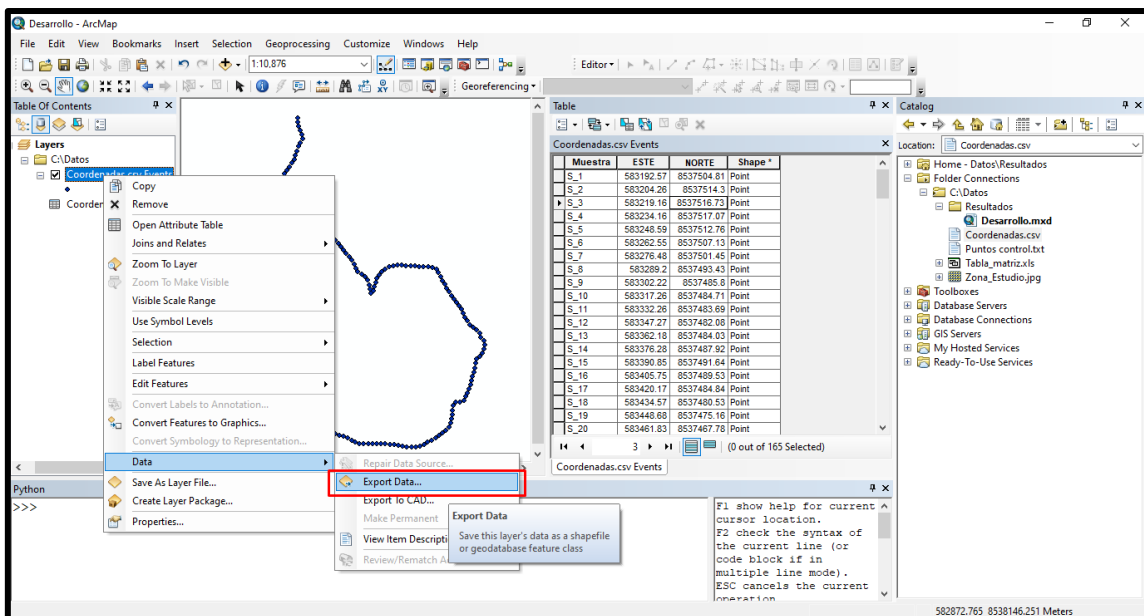 Desarrollo - ArcMap
File Edit View Bookmarks Insert Selection Geoprocessing Customize Windows Help
1:10,876
Editor
Georeferencing
Table Of Contents
Layers
C:\Datos
Coordenadas.csv Events
Coorden
Copy
Remove
Open Attribute Table
Joins and Relates
Zoom To Layer
Zoom To Make Visible
Visible Scale Range
Use Symbol Levels
Selection
Label Features
Edit Features
Convert Labels to Annotation...
Convert Features to Graphics...
Convert Symbology to Representation...
Data
Save As Layer File...
Create Layer Package...
Properties...
Repair Data Source...
Export Data...
Export To CAD...
Make Permanent
View Item Descripti
Review/Rematch A
Export Data
Save this layer's data as a shapefile
or geodatabase feature class
Table
Coordenadas.csv Events
Muestra ESTE NORTE Shape *
S_1 583192.57 8537504.81 Point
S_2 583204.26 8537514.3 Point
S_3 583219.16 8537516.73 Point
S_4 583234.16 8537517.07 Point
S_5 583248.59 8537512.76 Point
S_6 583262.55 8537507.13 Point
S_7 583276.48 8537501.45 Point
S_8 583289.2 8537493.43 Point
S_9 583302.22 8537485.8 Point
S_10 583317.26 8537484.71 Point
S_11 583332.26 8537483.69 Point
S_12 583347.27 8537482.08 Point
S_13 583362.18 8537484.03 Point
S_14 583376.28 8537487.92 Point
S_15 583390.85 8537491.64 Point
S_16 583405.75 8537489.53 Point
S_17 583420.17 8537484.84 Point
S_18 583434.57 8537480.53 Point
S_19 583448.68 8537475.16 Point
S_20 583461.83 8537467.78 Point
3 (0 out of 165 Selected)
Coordenadas.csv Events
Catalog
Location: Coordenadas.csv
Home - Datos\Resultados
Folder Connections
C:\Datos
Resultados
Desarrollo.mxd
Coordenadas.csv
Puntos control.txt
Tabla_matriz.xls
Zona_Estudio.jpg
Toolboxes
Database Servers
Database Connections
GIS Servers
My Hosted Services
Ready-To-Use Services
Python
>>>
F1 show help for current
cursor location.
F2 check the syntax of
the current line (or
code block if in
multiple line mode).
ESC cancels the current
operation
582872.765 8538146.251 Meters